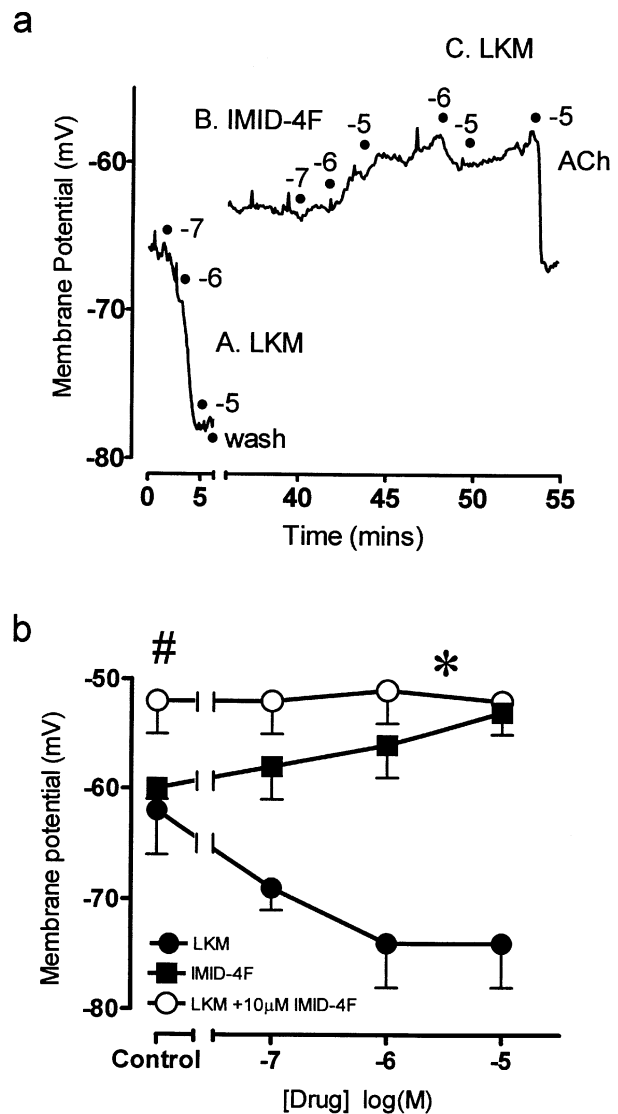 a
C. LKM
B. IMID-4F
-6
-5
-5
-5
-60
-6
-7
ACh
-7
-6
-70
A. LKM
-5
wash
-80
Membrane Potential (mV)
0 5 40 45 50 55
Time (mins)
b
# *
-50
-60
-70
-80
Membrane potential (mV)
LKM
IMID-4F
LKM +10μM IMID-4F
Control -7 -6 -5
[Drug] log(M)